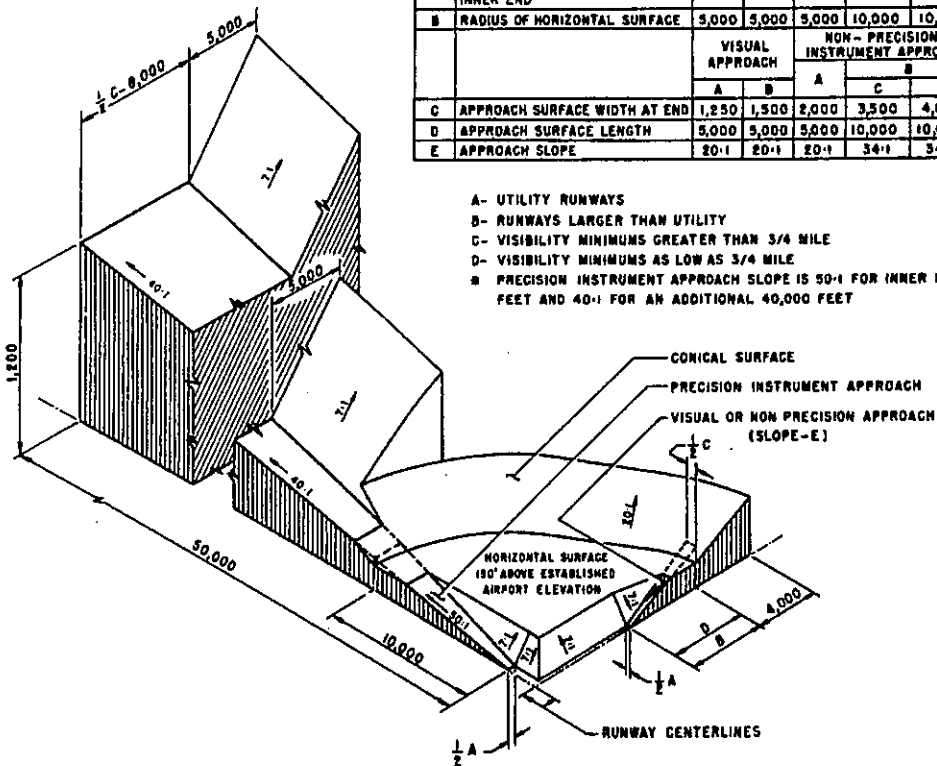 INNER END
B RADIUS OF HORIZONTAL SURFACE 5,000 5,000 5,000 10,000 10,
VISUAL APPROACH
NON-PRECISION INSTRUMENT APPRO
A B A B
C
C APPROACH SURFACE WIDTH AT END 1,250 1,500 2,000 3,500 4,
D APPROACH SURFACE LENGTH 5,000 5,000 5,000 10,000 10,
E APPROACH SLOPE 20:1 20:1 20:1 34:1 3
A- UTILITY RUNWAYS
B- RUNWAYS LARGER THAN UTILITY
C- VISIBILITY MINIMUMS GREATER THAN 3/4 MILE
D- VISIBILITY MINIMUMS AS LOW AS 3/4 MILE
PRECISION INSTRUMENT APPROACH SLOPE IS 50:1 FOR INNER
FEET AND 40:1 FOR AN ADDITIONAL 40,000 FEET
5,000
1/2 C-8,000
7:1
40:1
1,200
5,000
7:1
40:1
CONICAL SURFACE
PRECISION INSTRUMENT APPROACH
VISUAL OR NON PRECISION APPROACH
(SLOPE-E)
1/2 C
20:1
HORIZONTAL SURFACE
150' ABOVE ESTABLISHED
AIRPORT ELEVATION
50,000
50:1
10,000
7:1
7:1
7:1
7:1
4,000
D
B
1/2 A
1/2 A
RUNWAY CENTERLINES